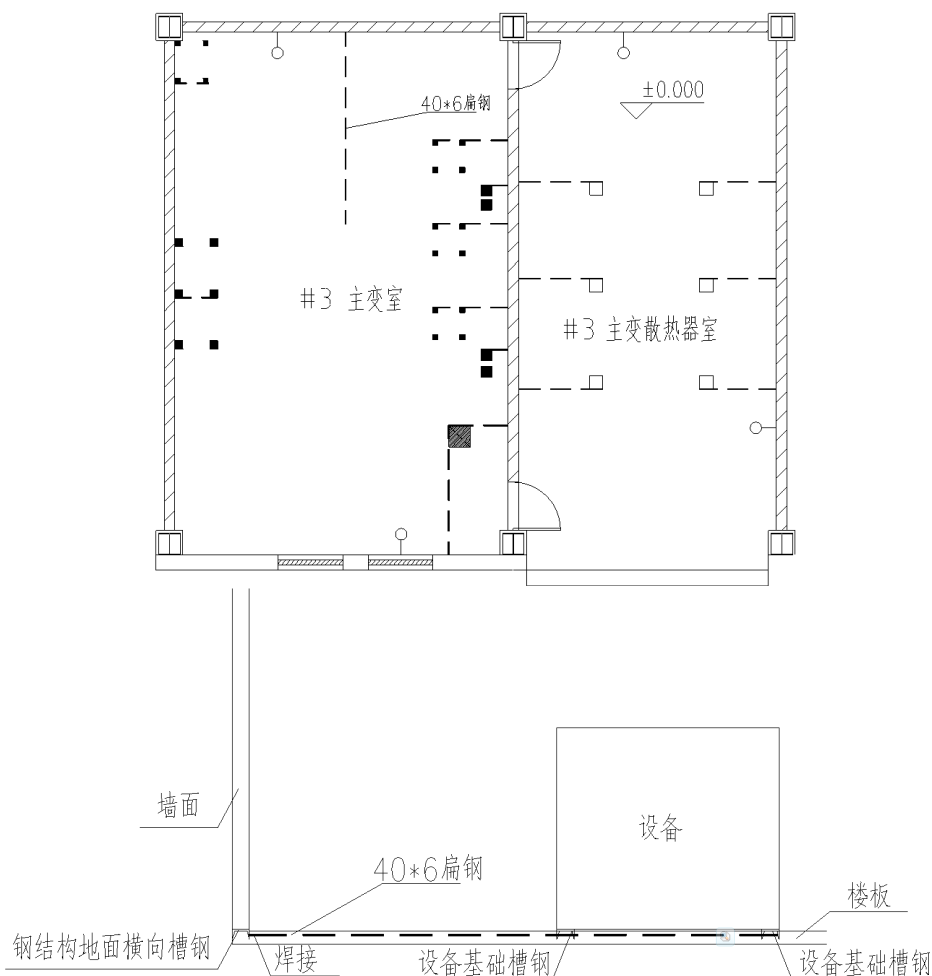 ±0.000
40*6扁钢
#3 主变室
#3 主变散热器室
墙面
设备
40*6扁钢
楼板
钢结构地面横向槽钢
焊接
设备基础槽钢
设备基础槽钢